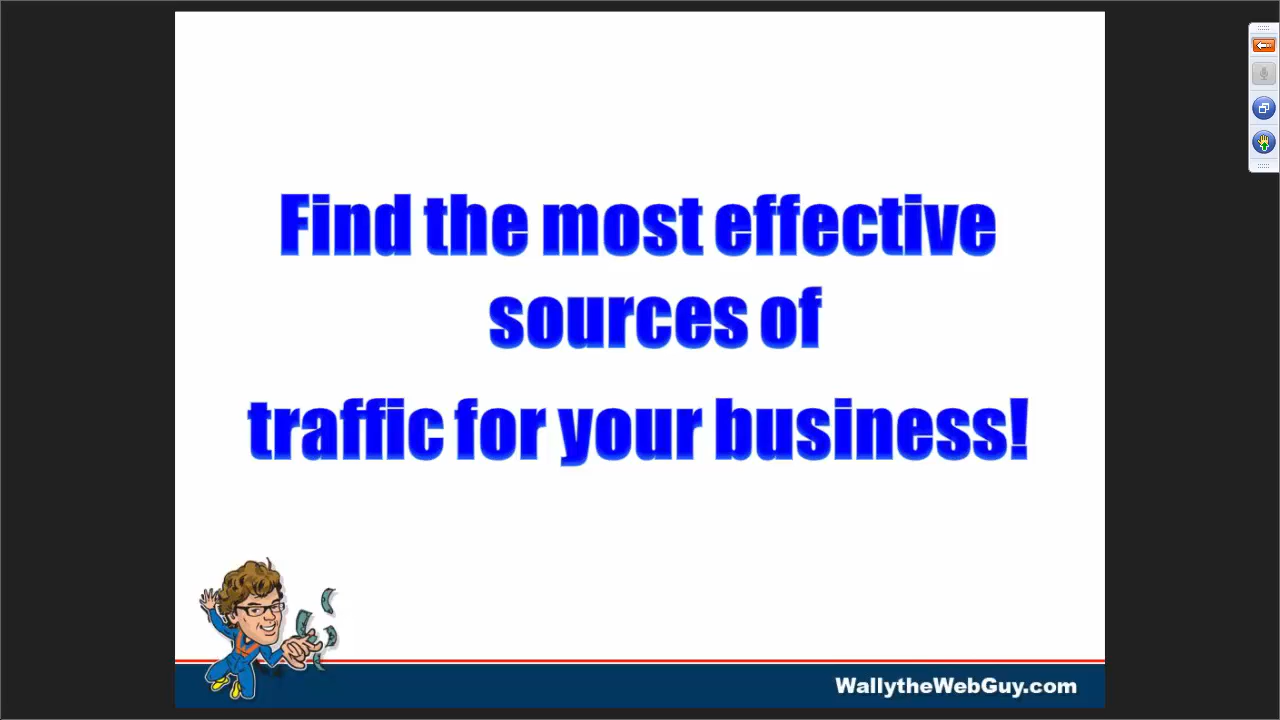 Find the most effective
sources of
traffic for your business!
WallytheWebGuy.com